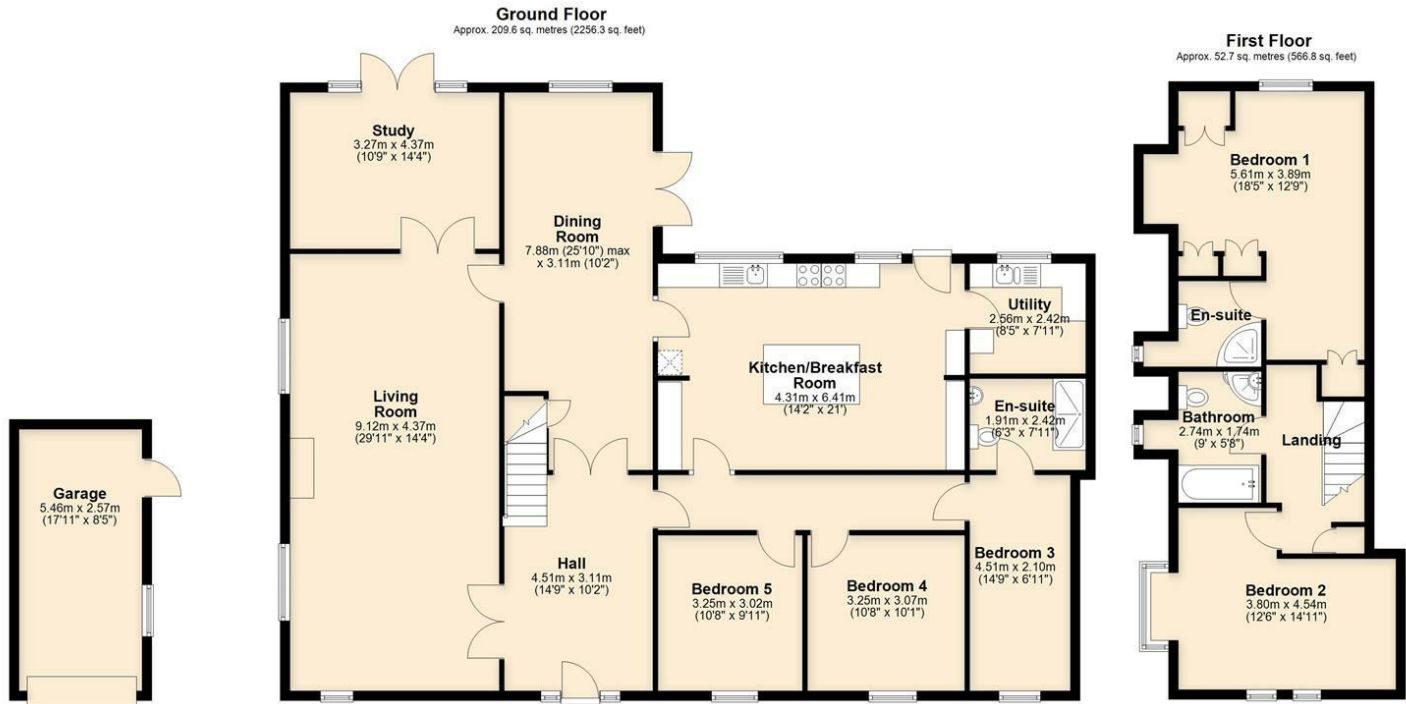 Ground Floor
Approx. 209.6 sq. metres (2256.3 sq. feet)
First Floor
Approx. 52.7 sq. metres (566.8 sq. feet)
Study
3.27m x 4.37m
(10'9" x 14'4")
Dining
Room
7.88m (25'10") max
x 3.11m (10'2")
Living
Room
9.12m x 4.37m
(29'11" x 14'4")
Kitchen/Breakfast
Room
4.31m x 6.41m
(14'2" x 21')
Utility
2.56m x 2.42m
(8'5" x 7'11")
En-suite
1.91m x 2.42m
(6'3" x 7'11")
Garage
5.46m x 2.57m
(17'11" x 8'5")
Hall
4.51m x 3.11m
(14'9" x 10'2")
Bedroom 5
3.25m x 3.02m
(10'8" x 9'11")
Bedroom 4
3.25m x 3.07m
(10'8" x 10'1")
Bedroom 3
4.51m x 2.10m
(14'9" x 6'11")
Bedroom 1
5.61m x 3.89m
(18'5" x 12'9")
En-suite
Bathroom
2.74m x 1.74m
(9' x 5'8")
Landing
Bedroom 2
3.80m x 4.54m
(12'6" x 14'11")